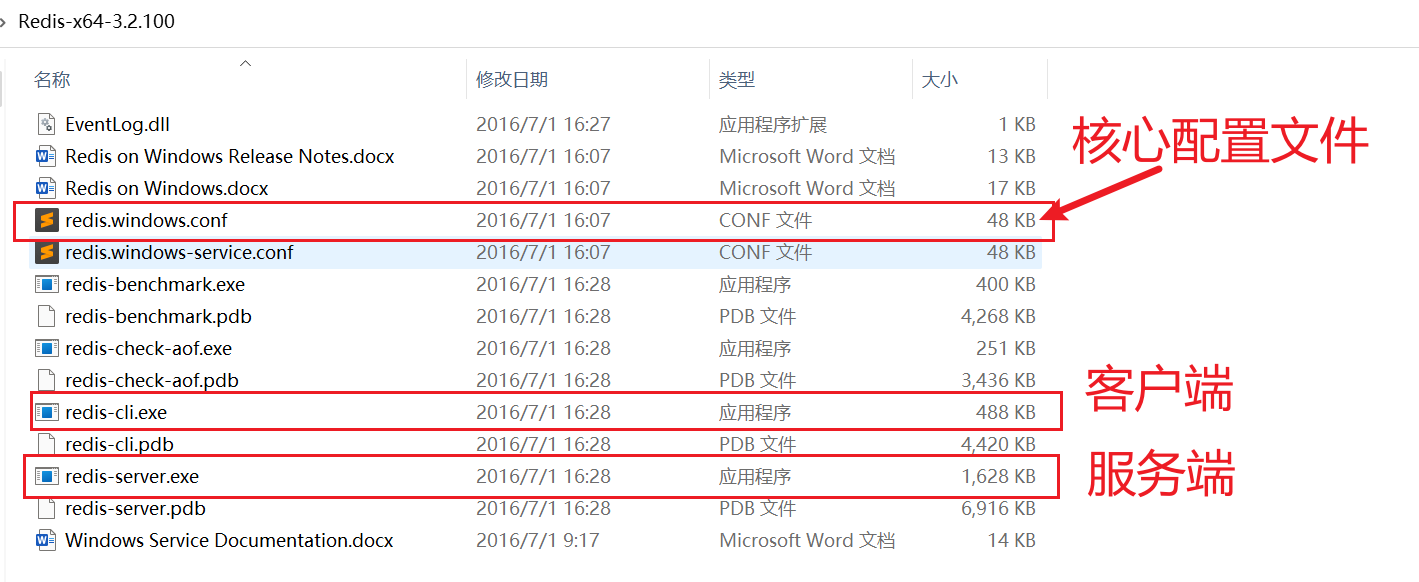 Redis-x64-3.2.100
名称 修改日期 类型 大小
EventLog.dll 2016/7/1 16:27 应用程序扩展 1 KB
核心配置文件
Redis on Windows Release Notes.docx 2016/7/1 16:07 Microsoft Word 文档 13 KB
Redis on Windows.docx 2016/7/1 16:07 Microsoft Word 文档 17 KB
redis.windows.conf 2016/7/1 16:07 CONF 文件 48 KB
redis.windows-service.conf 2016/7/1 16:07 CONF 文件 48 KB
redis-benchmark.exe 2016/7/1 16:28 应用程序 400 KB
redis-benchmark.pdb 2016/7/1 16:28 PDB 文件 4,268 KB
redis-check-aof.exe 2016/7/1 16:28 应用程序 251 KB
redis-check-aof.pdb 2016/7/1 16:28 PDB 文件 3,436 KB
客户端
redis-cli.exe 2016/7/1 16:28 应用程序 488 KB
redis-cli.pdb 2016/7/1 16:28 PDB 文件 4,420 KB
服务端
redis-server.exe 2016/7/1 16:28 应用程序 1,628 KB
redis-server.pdb 2016/7/1 16:28 PDB 文件 6,916 KB
Windows Service Documentation.docx 2016/7/1 9:17 Microsoft Word 文档 14 KB